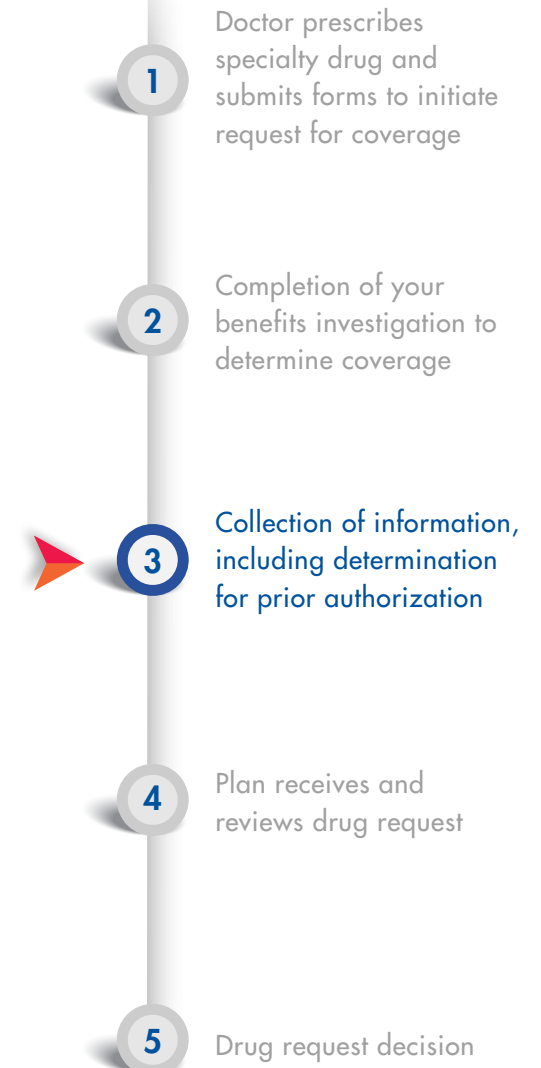 Doctor prescribes
1
specialty drug and
submits forms to initiate
request for coverage
Completion of your
2
benefits investigation to
determine coverage
Collection of information,
3
including determination
for prior authorization
4
Plan receives and
reviews drug request
5
Drug request decision